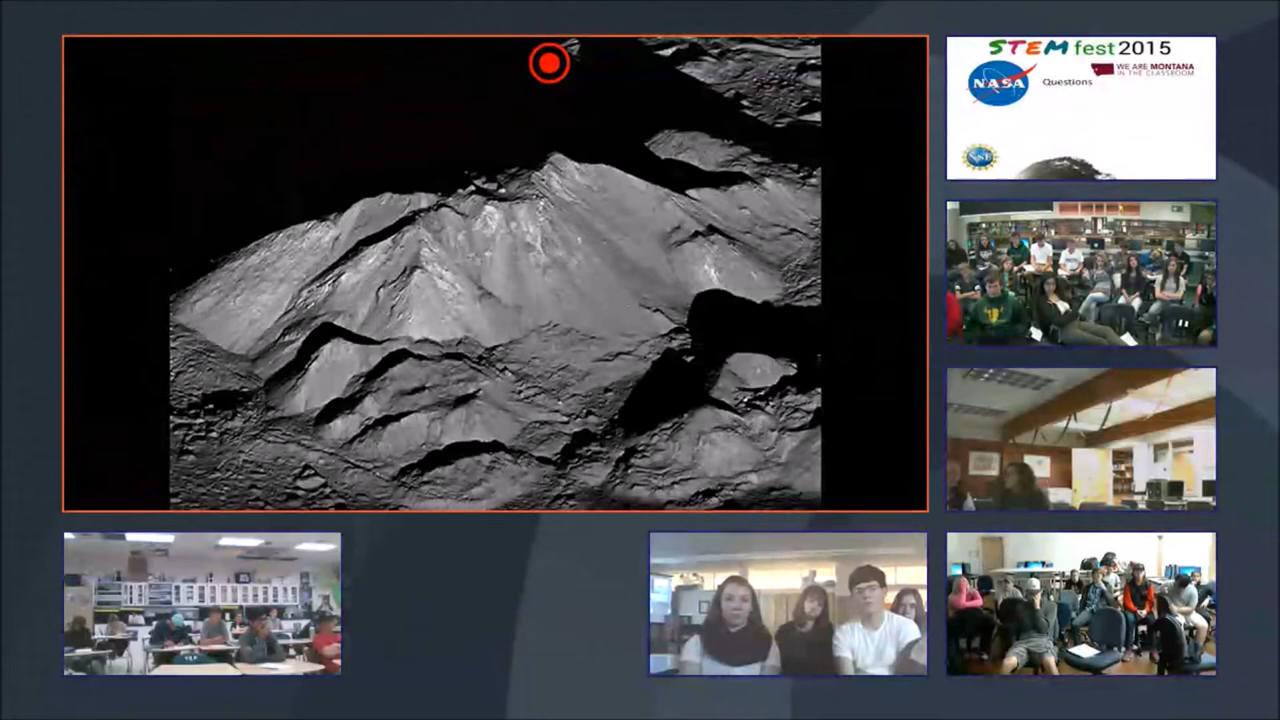 STEM fest 2015
NASA
WE ARE MONTANA
IN THE CLASSROOM
Questions